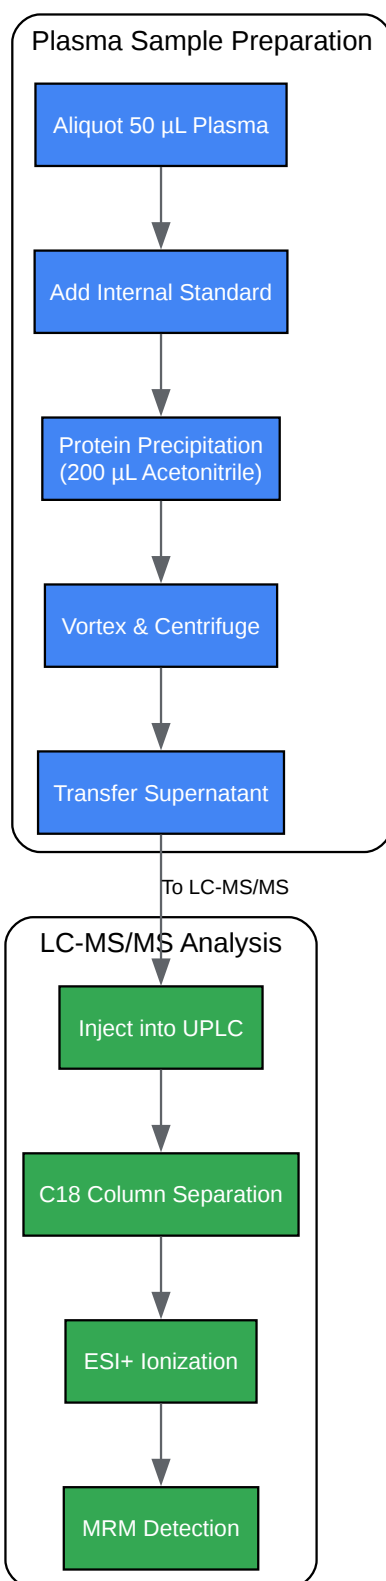 Plasma Sample Preparation
Aliquot 50 µL Plasma
Add Internal Standard
Protein Precipitation
(200 µL Acetonitrile)
Vortex & Centrifuge
Transfer Supernatant
To LC-MS/MS
LC-MS/MS Analysis
Inject into UPLC
C18 Column Separation
ESI+ Ionization
MRM Detection